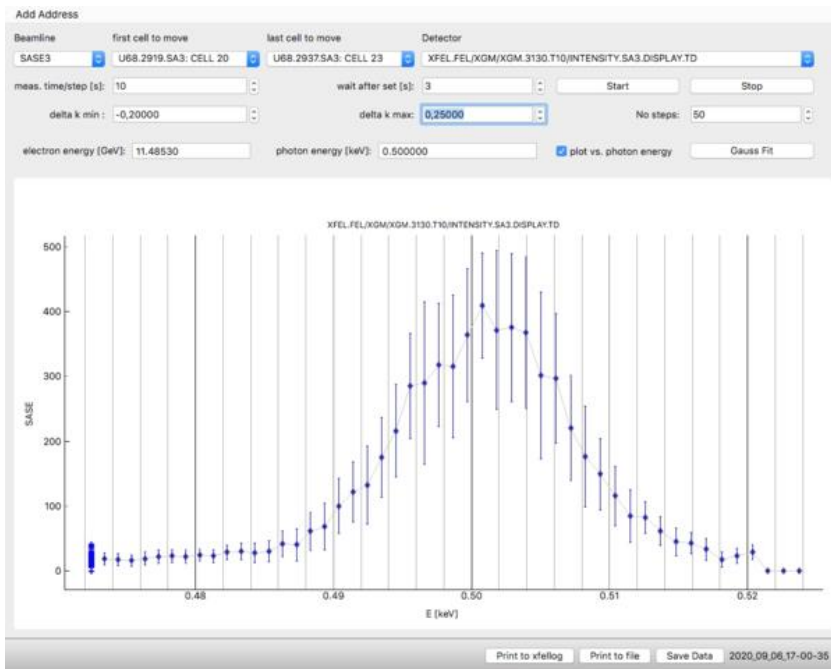 Add Address
Beamline first cell to move last cell to move Detector
SASE3 U68.2919.SA3: CELL 20 U68.2937.SA3: CELL 23 XFEL.FEL/XGM/XGM.3130.T10/INTENSITY.SA3.DISPLAY.TD
meas. time/step [s]: 10 wait after set [s]: 3 Start Stop
delta k min : -0,20000 delta k max: 0,25000 No steps: 50
electron energy [GeV]: 11.48530 photon energy [keV]: 0.500000 plot vs. photon energy Gauss Fit
XFEL.FEL/XGM/XGM.3130.T10/INTENSITY.SA3.DISPLAY.TD
500
400
300
200
100
0
SASE
0.48 0.49 0.50 0.51 0.52
E [keV]
Print to xfellog Print to file Save Data 2020_09_06_17-00-35